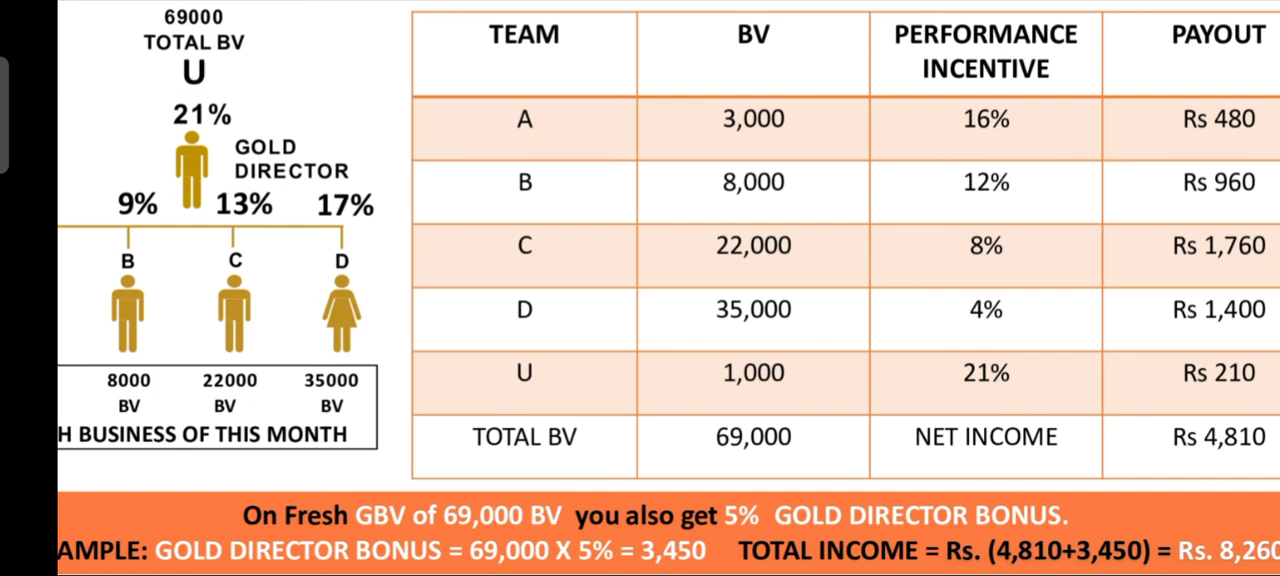 69000
TOTAL BV
U
21%
GOLD
DIRECTOR
9% 13% 17%
B C D
8000 22000 35000
BV BV BV
H BUSINESS OF THIS MONTH
TEAM BV PERFORMANCE INCENTIVE PAYOUT
A 3,000 16% Rs 480
B 8,000 12% Rs 960
C 22,000 8% Rs 1,760
D 35,000 4% Rs 1,400
U 1,000 21% Rs 210
TOTAL BV 69,000 NET INCOME Rs 4,810
On Fresh GBV of 69,000 BV you also get 5% GOLD DIRECTOR BONUS.
AMPLE: GOLD DIRECTOR BONUS = 69,000 X 5% = 3,450 TOTAL INCOME = Rs. (4,810+3,450) = Rs. 8,260